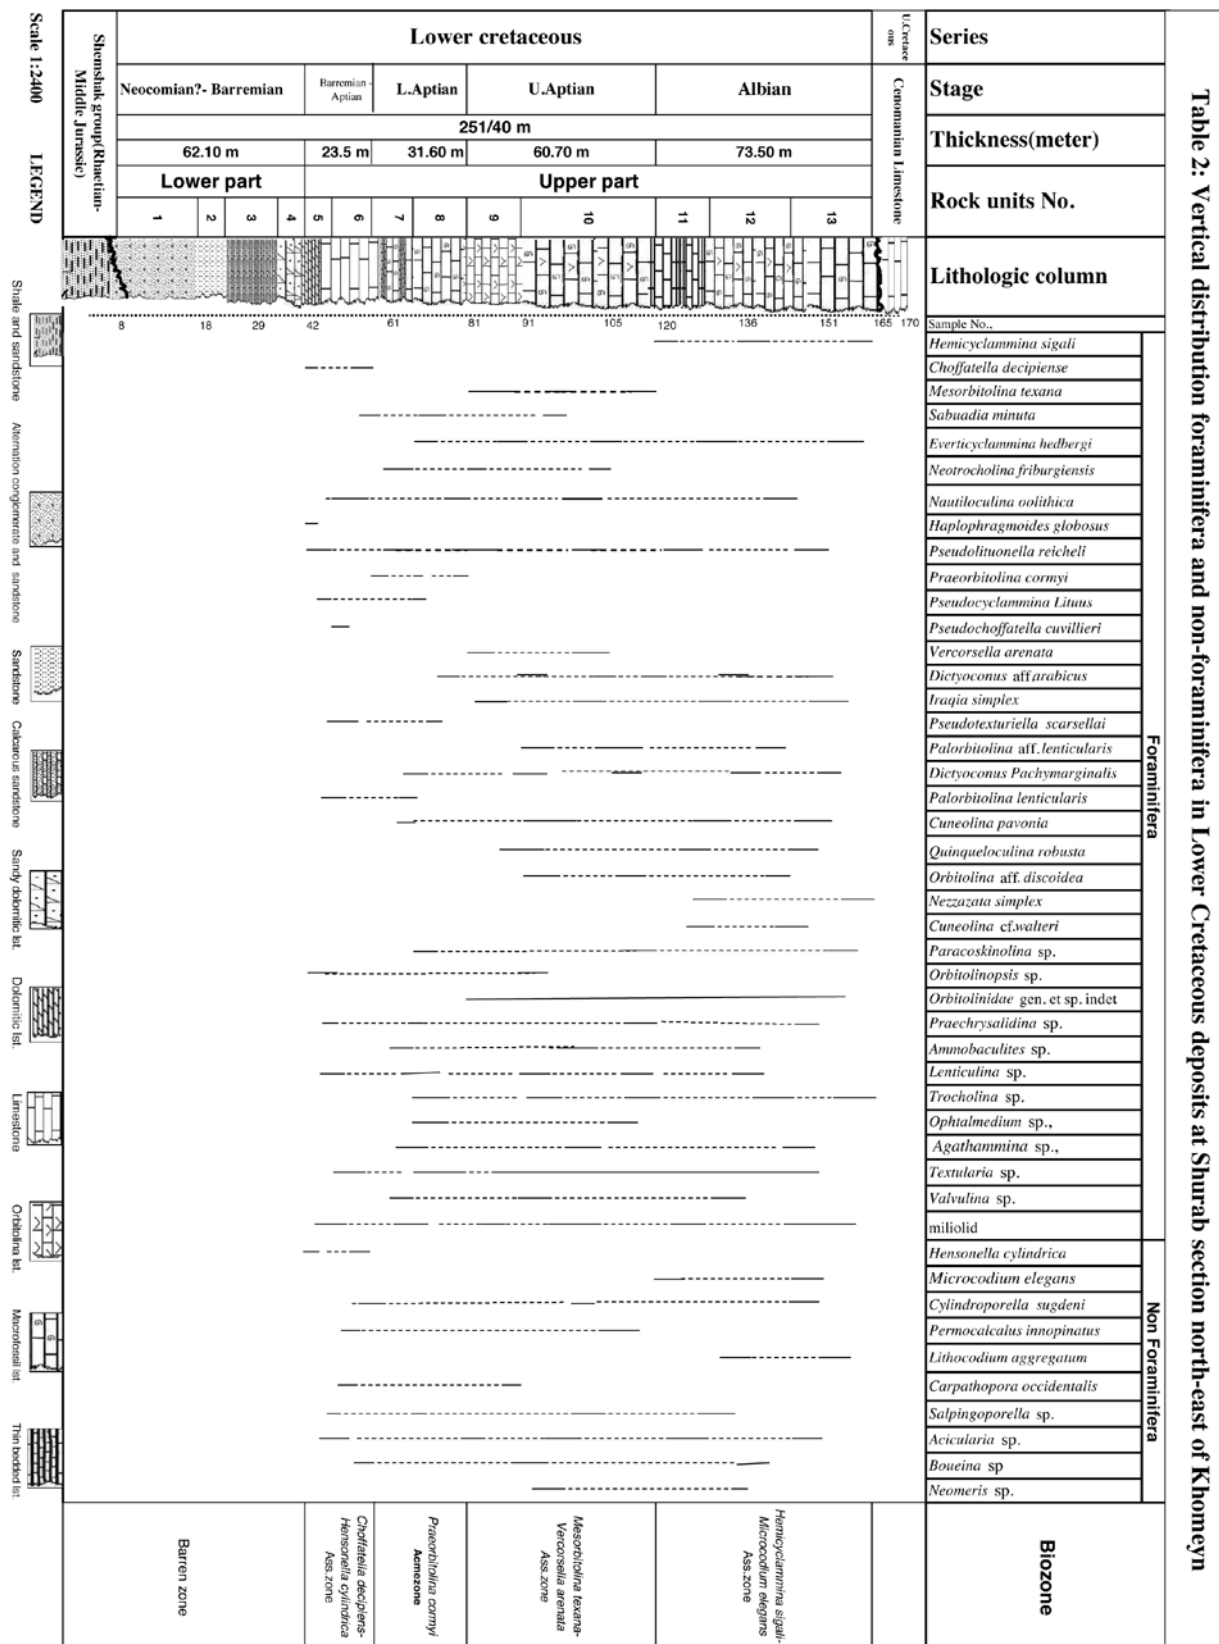 Table 2: Vertical distribution foraminifera and non-foraminifera in Lower Cretaceous deposits at Shurab section north-east of Khomeyn
Series
Lower cretaceous
U.Cretace
ous
Stage
Shemshak group(Rhaetian-
Middle Jurassic)
Neocomian?- Barremian
Barremian -
Aptian
L.Aptian
U.Aptian
Albian
Cenomanian Limestone
Thickness(meter)
251/40 m
62.10 m
23.5 m
31.60 m
60.70 m
73.50 m
Rock units No.
Lower part
Upper part
1
2
3
4
5
6
7
8
9
10
11
12
13
Lithologic column
Sample No.,
8
18
29
42
61
81
91
105
120
136
151
165
170
Foraminifera
Hemicyclammina sigali
Choffatella decipiense
Mesorbitolina texana
Sabuadia minuta
Everticyclammina hedbergi
Neotrocholina friburgiensis
Nautiloculina oolithica
Haplophragmoides globosus
Pseudolituonella reicheli
Praeorbitolina cormyi
Pseudocyclammina Lituus
Pseudochoffatella cuvillieri
Vercorsella arenata
Dictyoconus aff.arabicus
Iraqia simplex
Pseudotexturiella scarsellai
Palorbitolina aff.lenticularis
Dictyoconus Pachymarginalis
Palorbitolina lenticularis
Cuneolina pavonia
Quinqueloculina robusta
Orbitolina aff.discoidea
Nezzazata simplex
Cuneolina cf.walteri
Paracoskinolina sp.
Orbitolinopsis sp.
Orbitolinidae gen. et sp. indet
Praechrysalidina sp.
Ammobaculites sp.
Lenticulina sp.
Trocholina sp.
Ophtalmedium sp.,
Agathammina sp.,
Textularia sp.
Valvulina sp.
miliolid
Non Foraminifera
Hensonella cylindrica
Microcodium elegans
Cylindroporella sugdeni
Permocalcalus innopinatus
Lithocodium aggregatum
Carpathopora occidentalis
Salpingoporella sp.
Acicularia sp.
Boueina sp
Neomeris sp.
Biozone
Barren zone
Choffatella decipiens-
Hensonella cylindrica
Ass.zone
Praeorbitolina cormyi
Acmezone
Mesorbitolina texana-
Vercorsella arenata
Ass.zone
Hemicyclammina sigali-
Microcodium elegans
Ass.zone
Scale 1:2400
LEGEND
Shale and sandstone
Alternation conglomerate and sandstone
Sandstone
Calcarous sandstone
Sandy dolomitic lst.
Dolomitic lst.
Limestone
Orbitolina lst.
Macrofossil lst.
Thin bedded lst.